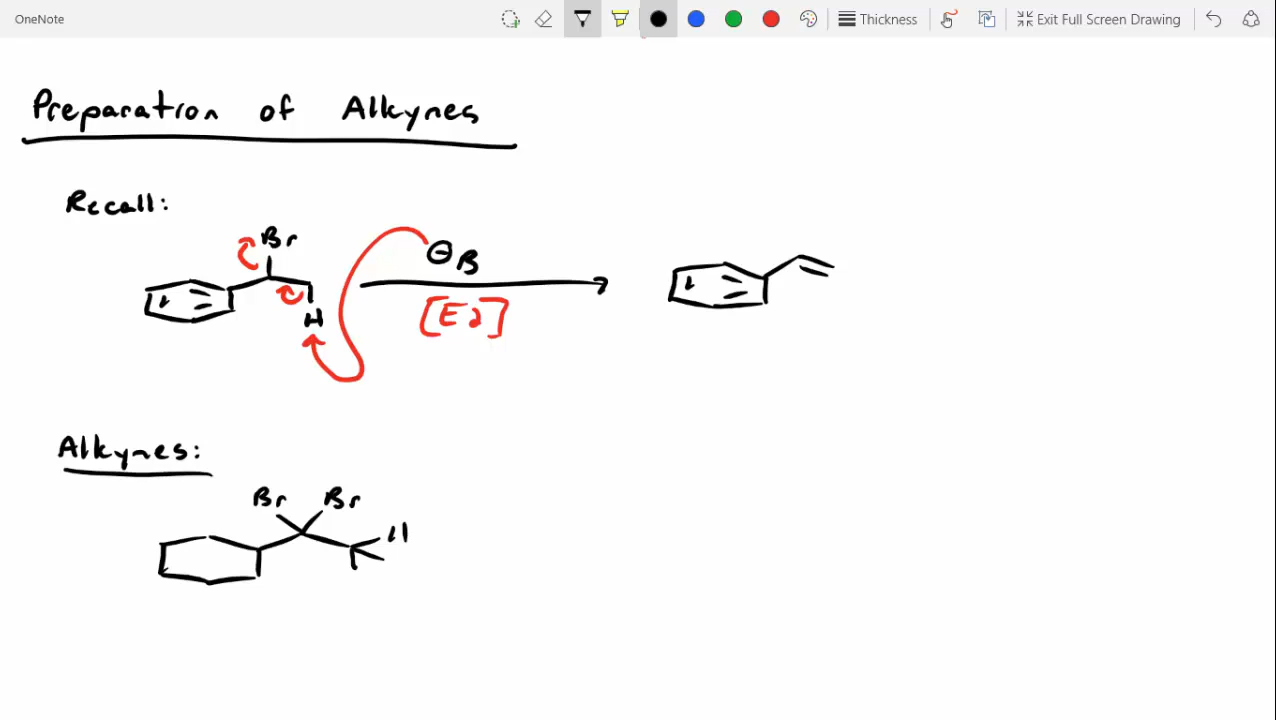 OneNote
Thickness
Exit Full Screen Drawing
Preparation of Alkynes
Recall:
Br
⊖B
H
[E2]
Alkynes:
Br Br